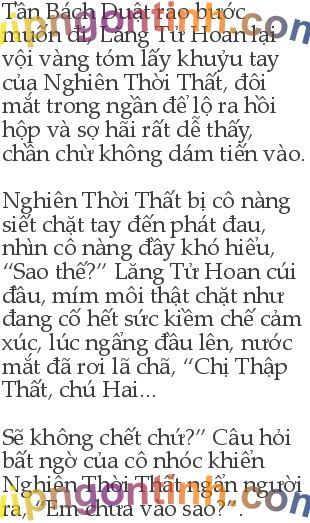 Tần Bách Duật rảo bước
muốn đi, Lăng Tử Hoan lại
vội vàng tóm lấy khuỷu tay
của Nghiên Thời Thất, đôi
mắt trong ngần để lộ ra hồi
hộp và sợ hãi rất dễ thấy,
chần chừ không dám tiến vào.
Nghiên Thời Thất bị cô nàng
siết chặt tay đến phát đau,
nhìn cô nàng đầy khó hiểu,
“Sao thế?” Lăng Tử Hoan cúi
đầu, mím môi thật chặt như
đang cố hết sức kiềm chế cảm
xúc, lúc ngẩng đầu lên, nước
mắt đã rơi lã chã, “Chị Thập
Thất, chú Hai...
Sẽ không chết chứ?” Câu hỏi
bất ngờ của cô nhóc khiến
Nghiên Thời Thất ngẩn người
ra, “Em chưa vào sao?”.